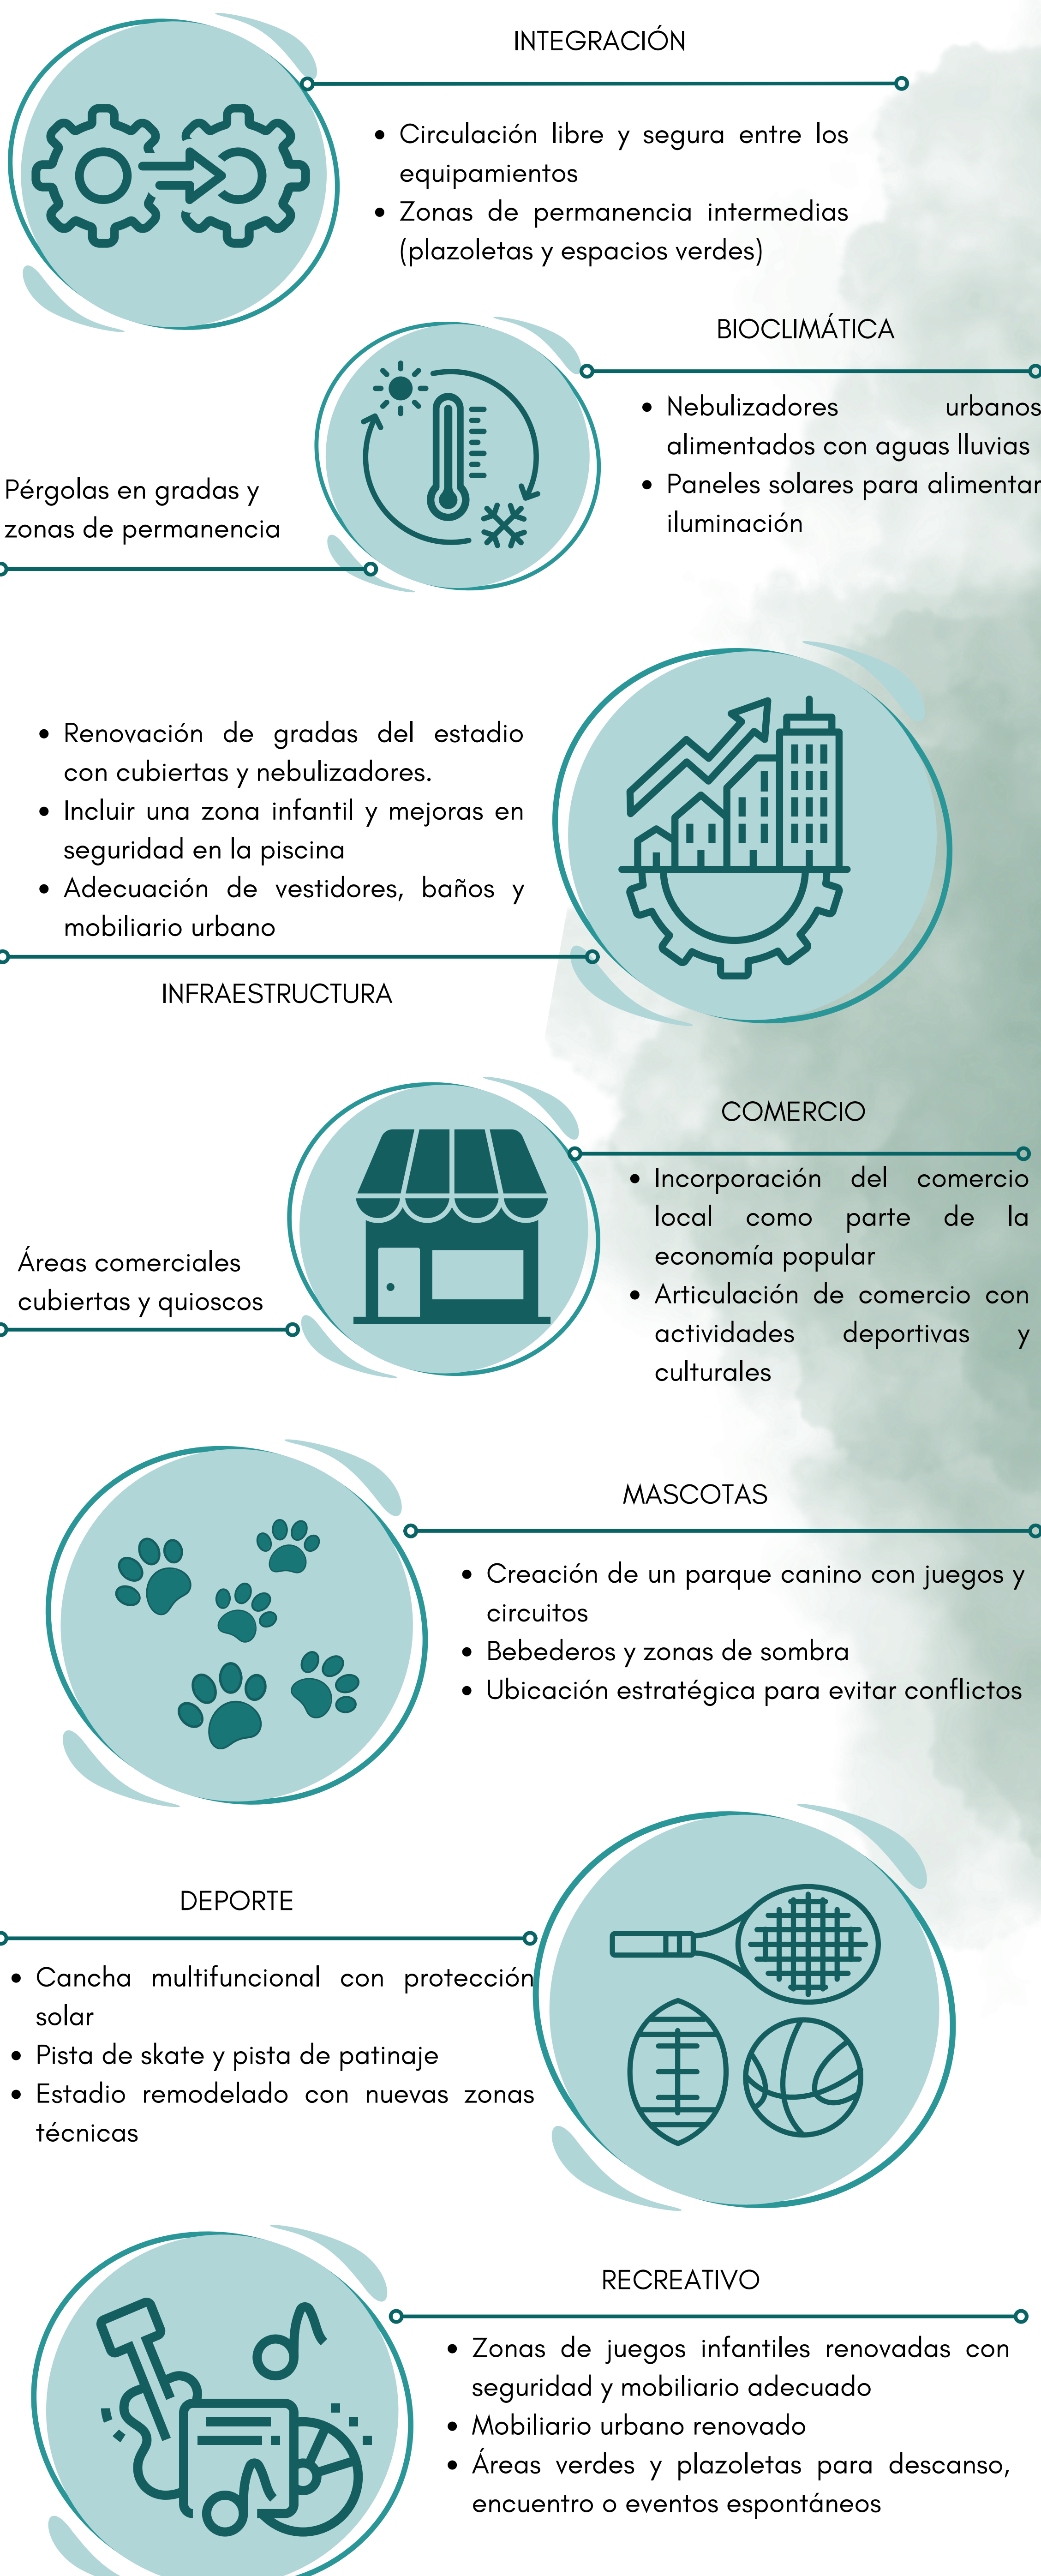 INTEGRACIÓN
• Circulación libre y segura entre los
equipamientos
• Zonas de permanencia intermedias
(plazoletas y espacios verdes)
BIOCLIMÁTICA
• Nebulizadores urbanos
alimentados con aguas lluvias
• Paneles solares para alimentar
iluminación
Pérgolas en gradas y
zonas de permanencia
• Renovación de gradas del estadio
con cubiertas y nebulizadores.
• Incluir una zona infantil y mejoras en
seguridad en la piscina
• Adecuación de vestidores, baños y
mobiliario urbano
INFRAESTRUCTURA
COMERCIO
• Incorporación del comercio
local como parte de la
economía popular
• Articulación de comercio con
actividades deportivas y
culturales
Áreas comerciales
cubiertas y quioscos
MASCOTAS
• Creación de un parque canino con juegos y
circuitos
• Bebederos y zonas de sombra
• Ubicación estratégica para evitar conflictos
DEPORTE
• Cancha multifuncional con protección
solar
• Pista de skate y pista de patinaje
• Estadio remodelado con nuevas zonas
técnicas
RECREATIVO
• Zonas de juegos infantiles renovadas con
seguridad y mobiliario adecuado
• Mobiliario urbano renovado
• Áreas verdes y plazoletas para descanso,
encuentro o eventos espontáneos